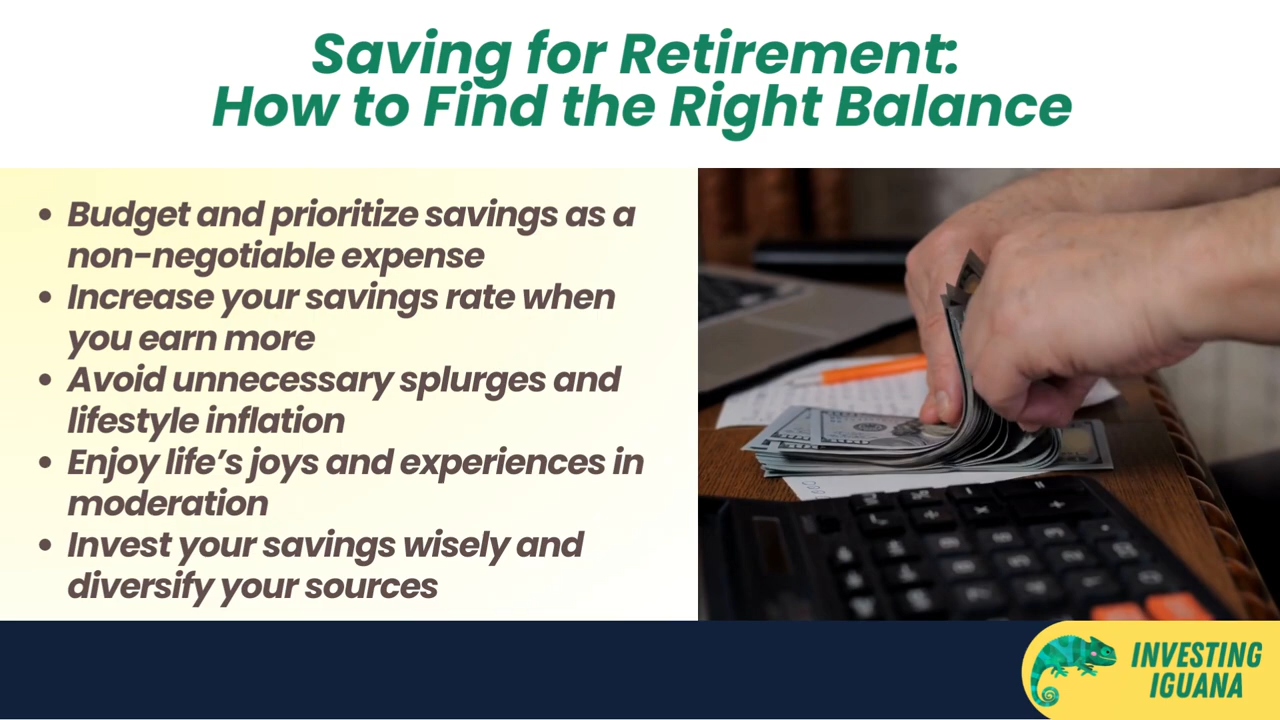 Saving for Retirement:
How to Find the Right Balance
• Budget and prioritize savings as a
non-negotiable expense
• Increase your savings rate when
you earn more
• Avoid unnecessary splurges and
lifestyle inflation
• Enjoy life's joys and experiences in
moderation
• Invest your savings wisely and
diversify your sources
INVESTING
IGUANA